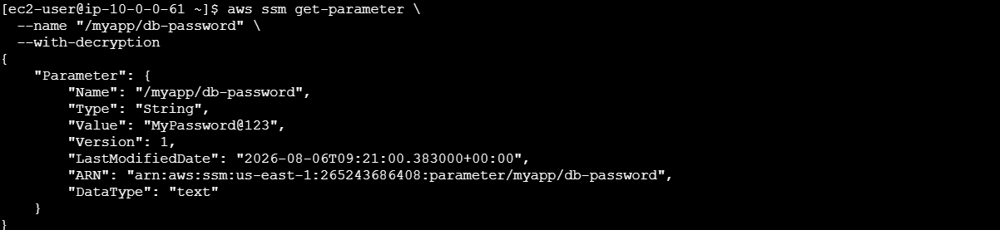 [ec2-user@ip-10-0-0-61 ~]$ aws ssm get-parameter \
  --name "/myapp/db-password" \
  --with-decryption
{
    "Parameter": {
        "Name": "/myapp/db-password",
        "Type": "String",
        "Value": "MyPassword@123",
        "Version": 1,
        "LastModifiedDate": "2026-08-06T09:21:00.383000+00:00",
        "ARN": "arn:aws:ssm:us-east-1:265243686408:parameter/myapp/db-password",
        "DataType": "text"
    }
}